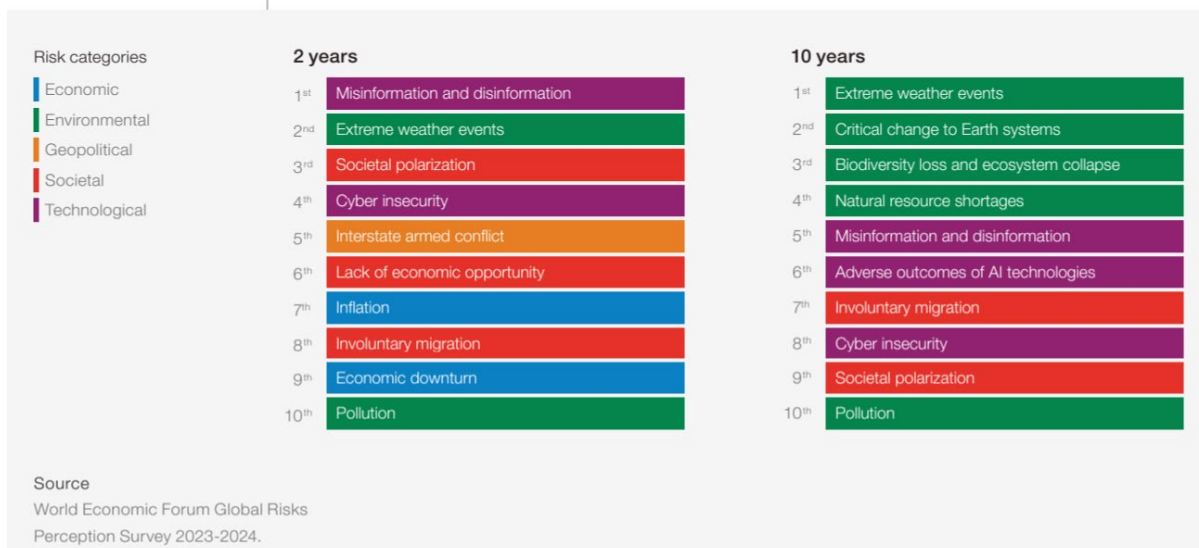 Risk categories
Economic
Environmental
Geopolitical
Societal
Technological
2 years
1st Misinformation and disinformation
2nd Extreme weather events
3rd Societal polarization
4th Cyber insecurity
5th Interstate armed conflict
6th Lack of economic opportunity
7th Inflation
8th Involuntary migration
9th Economic downturn
10th Pollution
10 years
1st Extreme weather events
2nd Critical change to Earth systems
3rd Biodiversity loss and ecosystem collapse
4th Natural resource shortages
5th Misinformation and disinformation
6th Adverse outcomes of AI technologies
7th Involuntary migration
8th Cyber insecurity
9th Societal polarization
10th Pollution
Source
World Economic Forum Global Risks
Perception Survey 2023-2024.